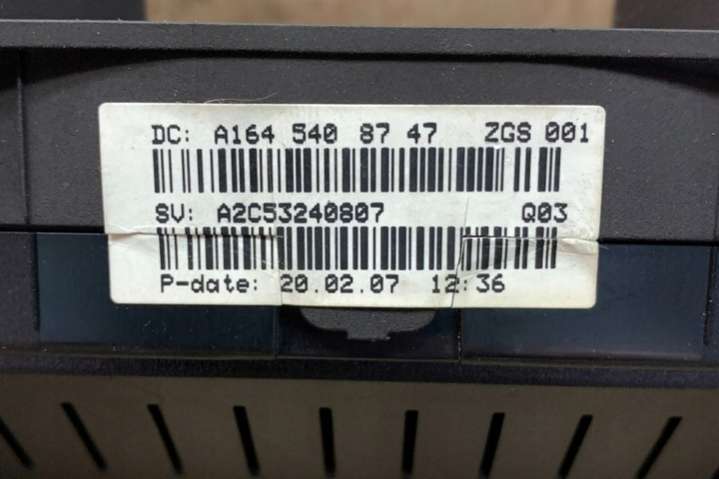 DC: A164 540 87 47 ZGS 001
SV: A2C53240807 Q03
P-date: 20.02.07 12:36